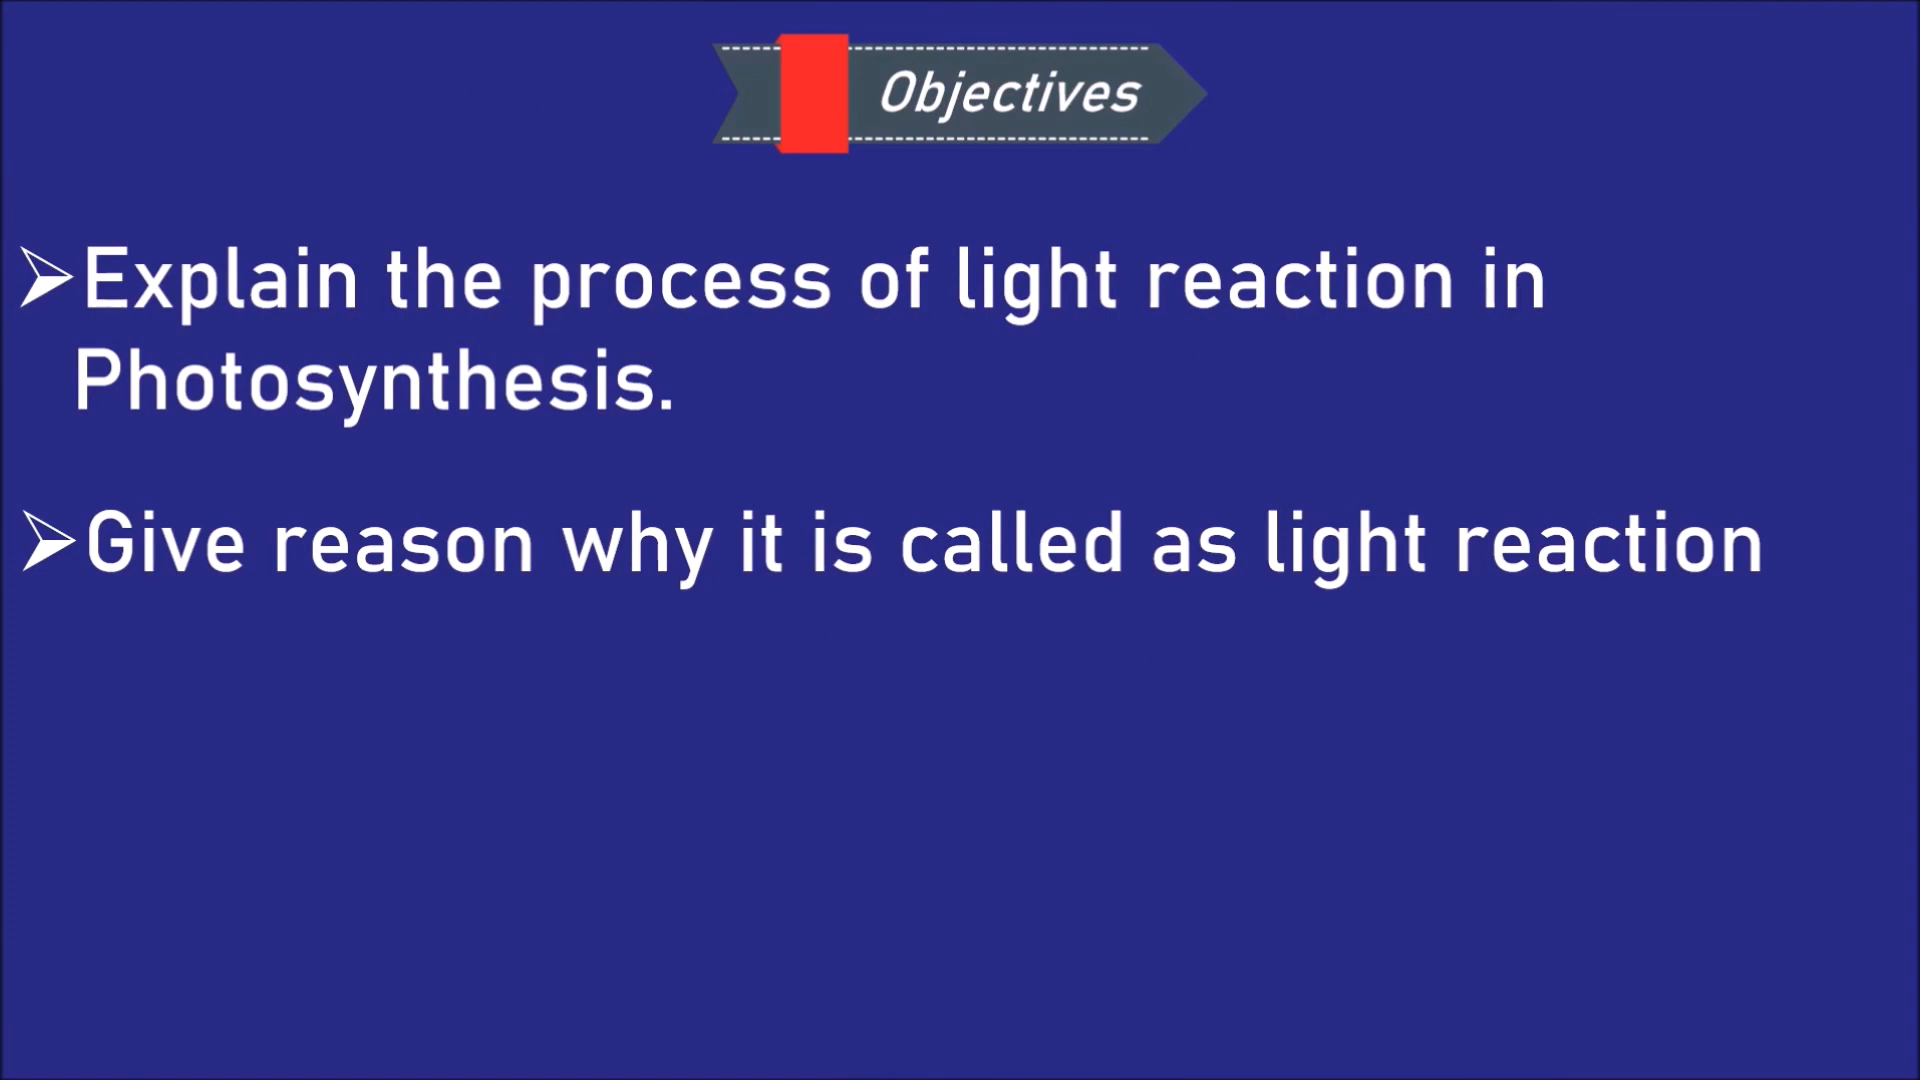 Objectives
➢Explain the process of light reaction in
Photosynthesis.
➢Give reason why it is called as light reaction